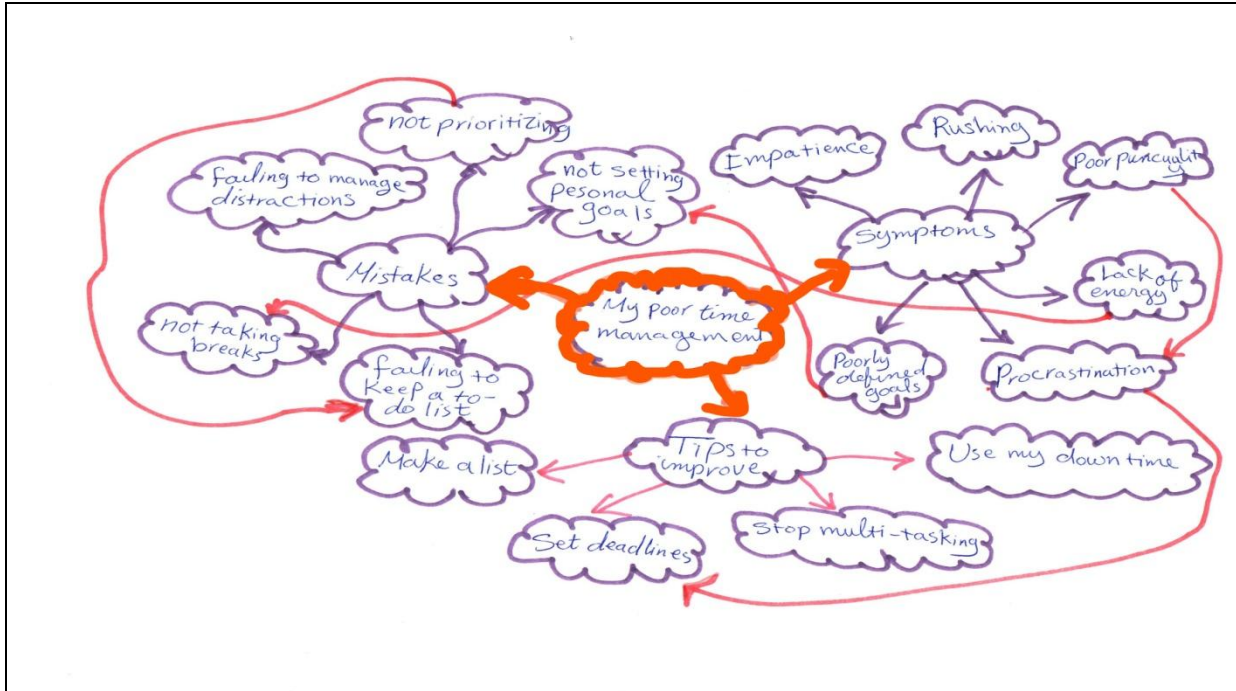 not prioritizing
Rushing
Impatience
Poor puncuglity
failing to manage
distractions
not setting
pesonal
goals
Symptoms
Mistakes
Lack of
energy
My poor time
management
not taking
breaks
Poorly
defined
goals
Procrastination
failing to
keep a to-
do list
Tips to
improve
Make a list
Use my down time
Set deadlines
Stop multi-tasking